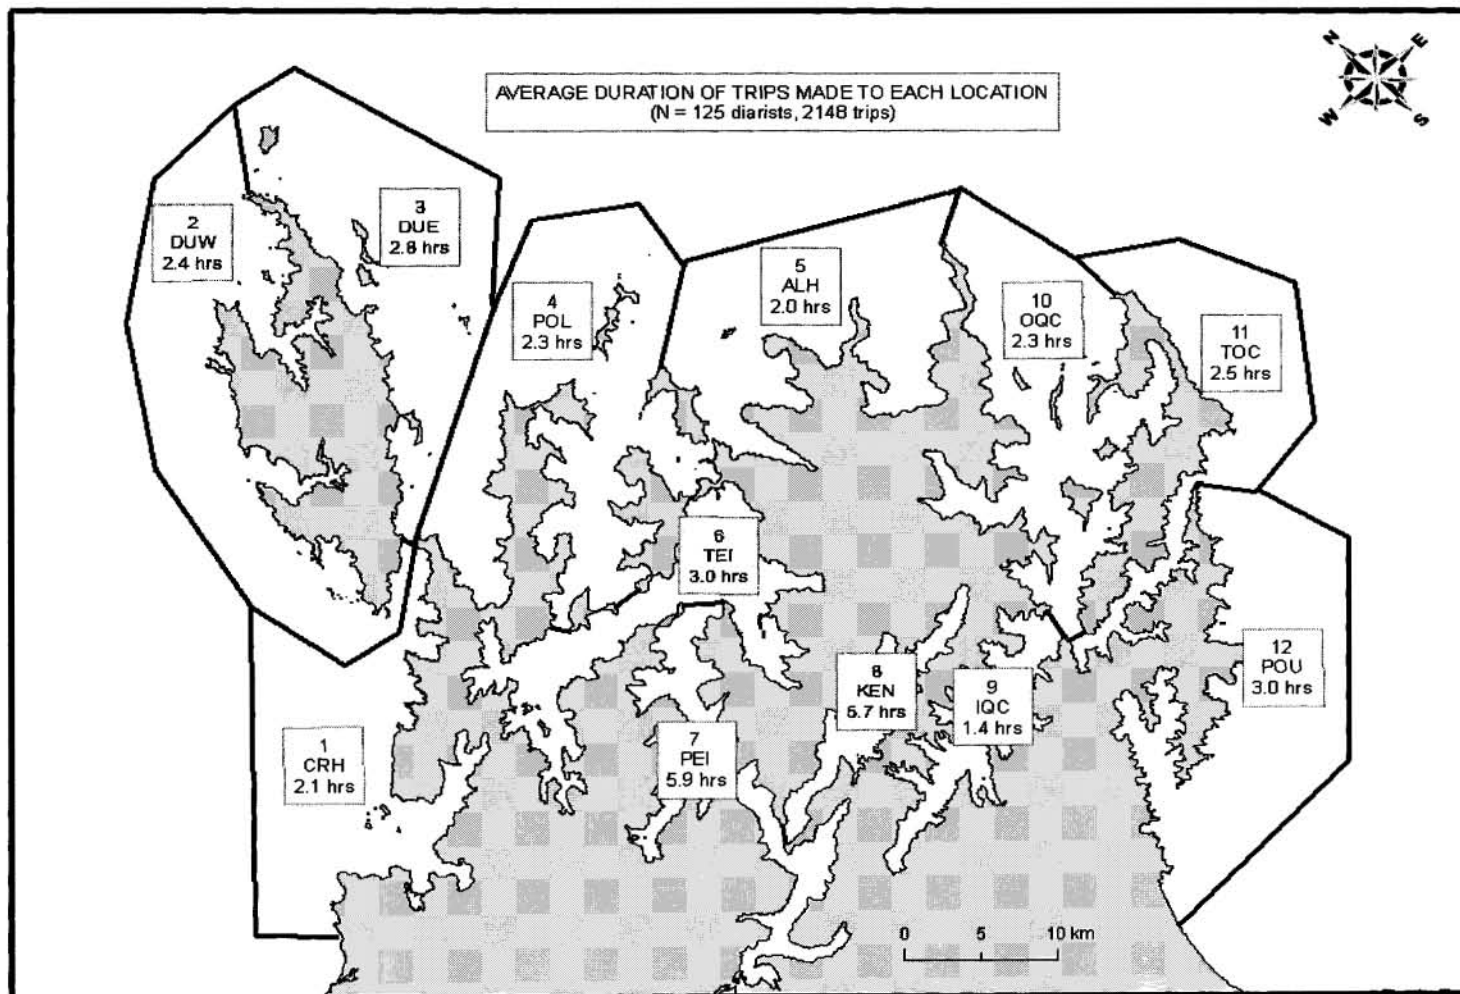 AVERAGE DURATION OF TRIPS MADE TO EACH LOCATION
(N = 125 diarists, 2148 trips)
N
E
W
S
2
DUW
2.4 hrs
3
DUE
2.8 hrs
4
POL
2.3 hrs
5
ALH
2.0 hrs
10
OQC
2.3 hrs
11
TOC
2.5 hrs
6
TEI
3.0 hrs
12
POU
3.0 hrs
8
KEN
5.7 hrs
9
IQC
1.4 hrs
7
PEI
5.9 hrs
1
CRH
2.1 hrs
0 5 10 km